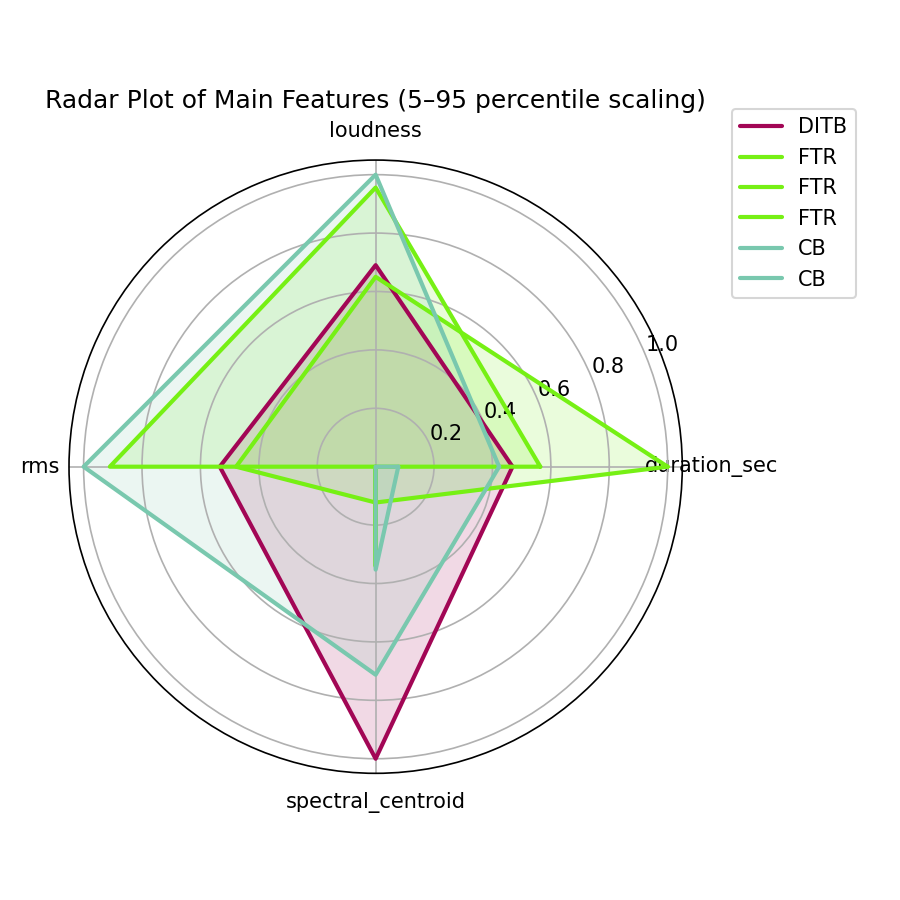 Radar Plot of Main Features (5–95 percentile scaling)
loudness
DITB
FTR
FTR
FTR
CB
CB
1.0
0.8
0.6
0.4
0.2
rms
duration_sec
spectral_centroid